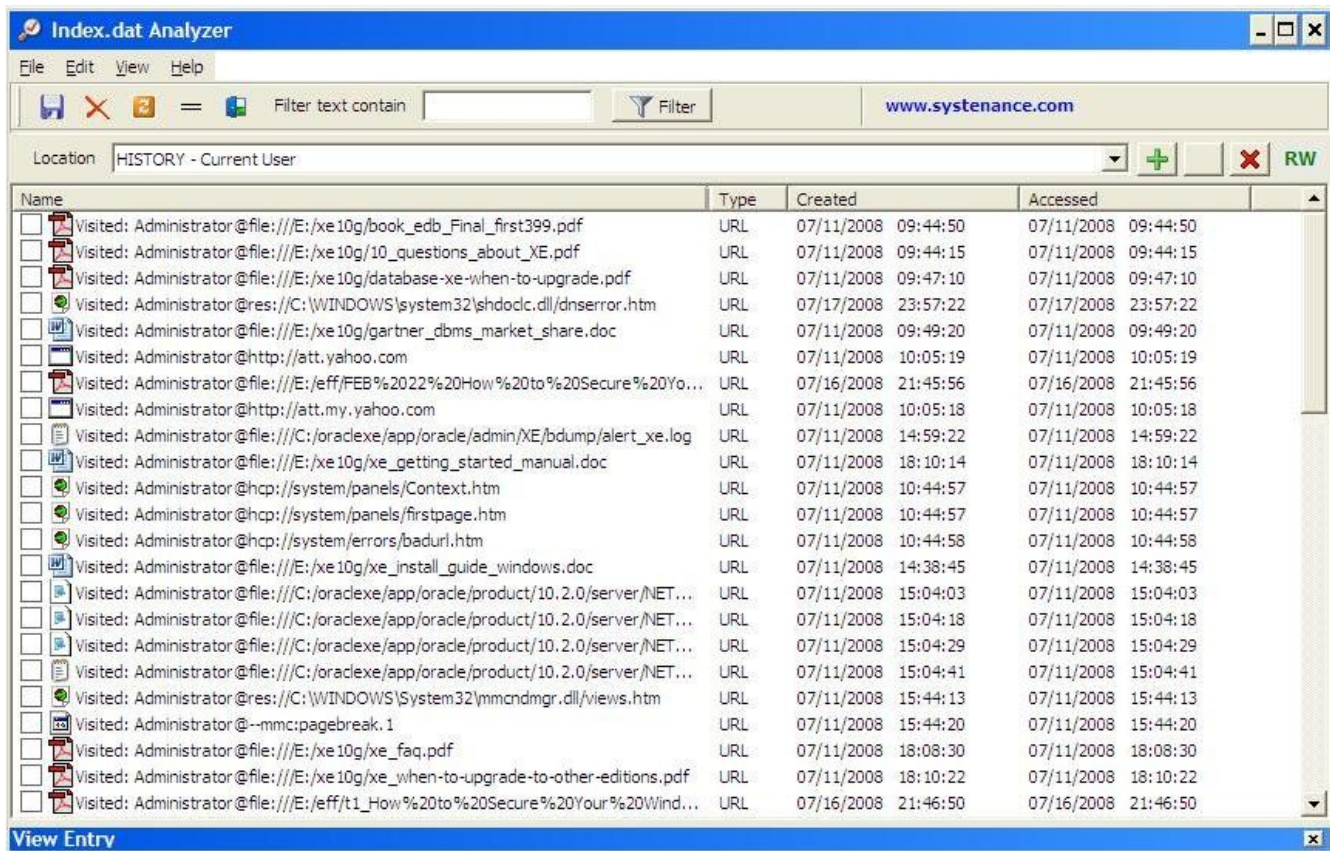 Index.dat Analyzer
File Edit View Help
Filter text contain Filter www.systenance.com
Location HISTORY - Current User RW
Name Type Created Accessed
Visited: Administrator@file:///E:/xe10g/book_edb_Final_first399.pdf URL 07/11/2008 09:44:50 07/11/2008 09:44:50
Visited: Administrator@file:///E:/xe10g/10_questions_about_XE.pdf URL 07/11/2008 09:44:15 07/11/2008 09:44:15
Visited: Administrator@file:///E:/xe10g/database-xe-when-to-upgrade.pdf URL 07/11/2008 09:47:10 07/11/2008 09:47:10
Visited: Administrator@res://C:\WINDOWS\system32\shdoclc.dll/dnserror.htm URL 07/17/2008 23:57:22 07/17/2008 23:57:22
Visited: Administrator@file:///E:/xe10g/gartner_dbms_market_share.doc URL 07/11/2008 09:49:20 07/11/2008 09:49:20
Visited: Administrator@http://att.yahoo.com URL 07/11/2008 10:05:19 07/11/2008 10:05:19
Visited: Administrator@file:///E:/eff/FEB%2022%20How%20to%20Secure%20Yo... URL 07/16/2008 21:45:56 07/16/2008 21:45:56
Visited: Administrator@http://att.my.yahoo.com URL 07/11/2008 10:05:18 07/11/2008 10:05:18
Visited: Administrator@file:///C:/oraclexe/app/oracle/admin/XE/bdump/alert_xe.log URL 07/11/2008 14:59:22 07/11/2008 14:59:22
Visited: Administrator@file:///E:/xe10g/xe_getting_started_manual.doc URL 07/11/2008 18:10:14 07/11/2008 18:10:14
Visited: Administrator@hcp://system/panels/Context.htm URL 07/11/2008 10:44:57 07/11/2008 10:44:57
Visited: Administrator@hcp://system/panels/firstpage.htm URL 07/11/2008 10:44:57 07/11/2008 10:44:57
Visited: Administrator@hcp://system/errors/badurl.htm URL 07/11/2008 10:44:58 07/11/2008 10:44:58
Visited: Administrator@file:///E:/xe10g/xe_install_guide_windows.doc URL 07/11/2008 14:38:45 07/11/2008 14:38:45
Visited: Administrator@file:///C:/oraclexe/app/oracle/product/10.2.0/server/NET... URL 07/11/2008 15:04:03 07/11/2008 15:04:03
Visited: Administrator@file:///C:/oraclexe/app/oracle/product/10.2.0/server/NET... URL 07/11/2008 15:04:18 07/11/2008 15:04:18
Visited: Administrator@file:///C:/oraclexe/app/oracle/product/10.2.0/server/NET... URL 07/11/2008 15:04:29 07/11/2008 15:04:29
Visited: Administrator@file:///C:/oraclexe/app/oracle/product/10.2.0/server/NET... URL 07/11/2008 15:04:41 07/11/2008 15:04:41
Visited: Administrator@res://C:\WINDOWS\System32\mmcndmgr.dll/views.htm URL 07/11/2008 15:44:13 07/11/2008 15:44:13
Visited: Administrator@--mmc:pagebreak.1 URL 07/11/2008 15:44:20 07/11/2008 15:44:20
Visited: Administrator@file:///E:/xe10g/xe_faq.pdf URL 07/11/2008 18:08:30 07/11/2008 18:08:30
Visited: Administrator@file:///E:/xe10g/xe_when-to-upgrade-to-other-editions.pdf URL 07/11/2008 18:10:22 07/11/2008 18:10:22
Visited: Administrator@file:///E:/eff/t1_How%20to%20Secure%20Your%20Wind... URL 07/16/2008 21:46:50 07/16/2008 21:46:50
View Entry